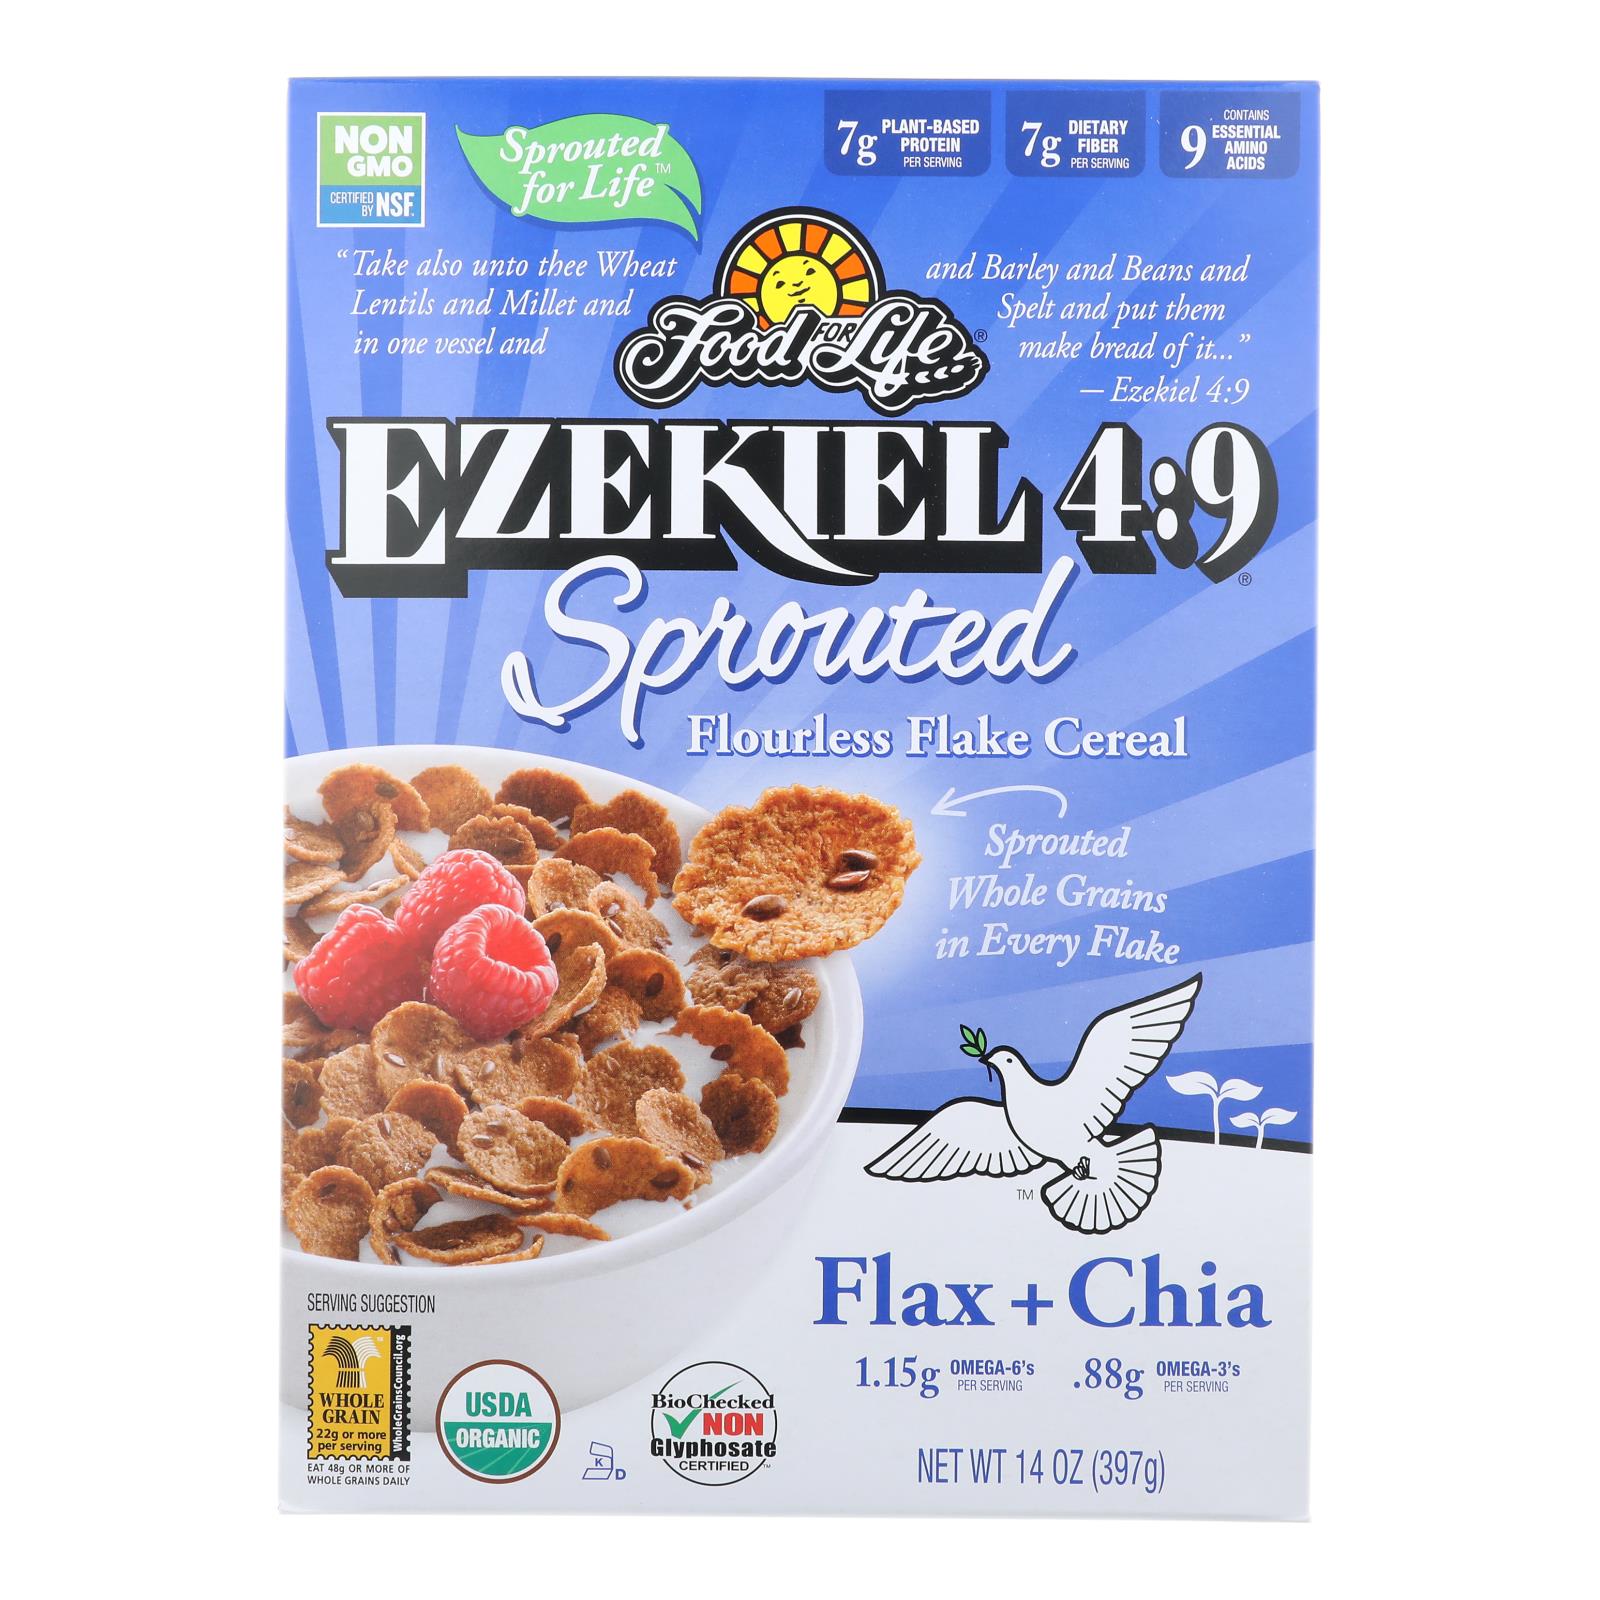 NON
GMO
CERTIFIED
BY NSF.
Sprouted
for Life™
7g PLANT-BASED
PROTEIN
PER SERVING
7g DIETARY
FIBER
PER SERVING
CONTAINS
9 ESSENTIAL
AMINO
ACIDS
“Take also unto thee Wheat
Lentils and Millet and
in one vessel and
Food FOR Life®
and Barley and Beans and
Spelt and put them
make bread of it...”
— Ezekiel 4:9
EZEKIEL 4:9®
Sprouted
Flourless Flake Cereal
Sprouted
Whole Grains
in Every Flake
TM
Flax + Chia
1.15g OMEGA-6's
PER SERVING
.88g OMEGA-3's
PER SERVING
NET WT 14 OZ (397g)
SERVING SUGGESTION
WHOLE
GRAIN
22g or more
per serving
WholeGrainsCouncil.org
EAT 48g OR MORE OF
WHOLE GRAINS DAILY
USDA
ORGANIC
K D
BioChecked
NON
Glyphosate
CERTIFIED™